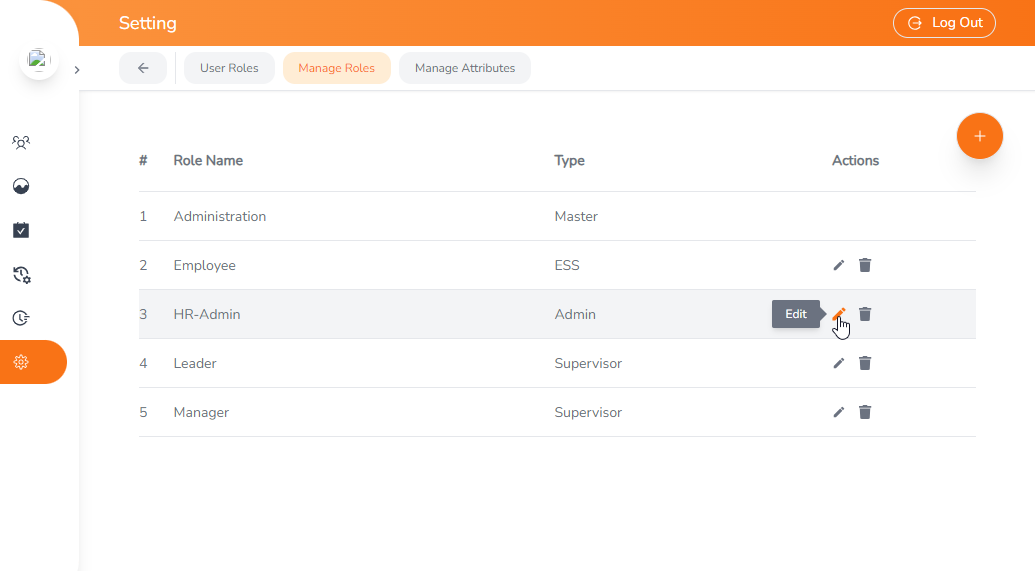 Setting
Log Out
User Roles
Manage Roles
Manage Attributes
# Role Name Type Actions
1 Administration Master
2 Employee ESS
3 HR-Admin Admin Edit
4 Leader Supervisor
5 Manager Supervisor